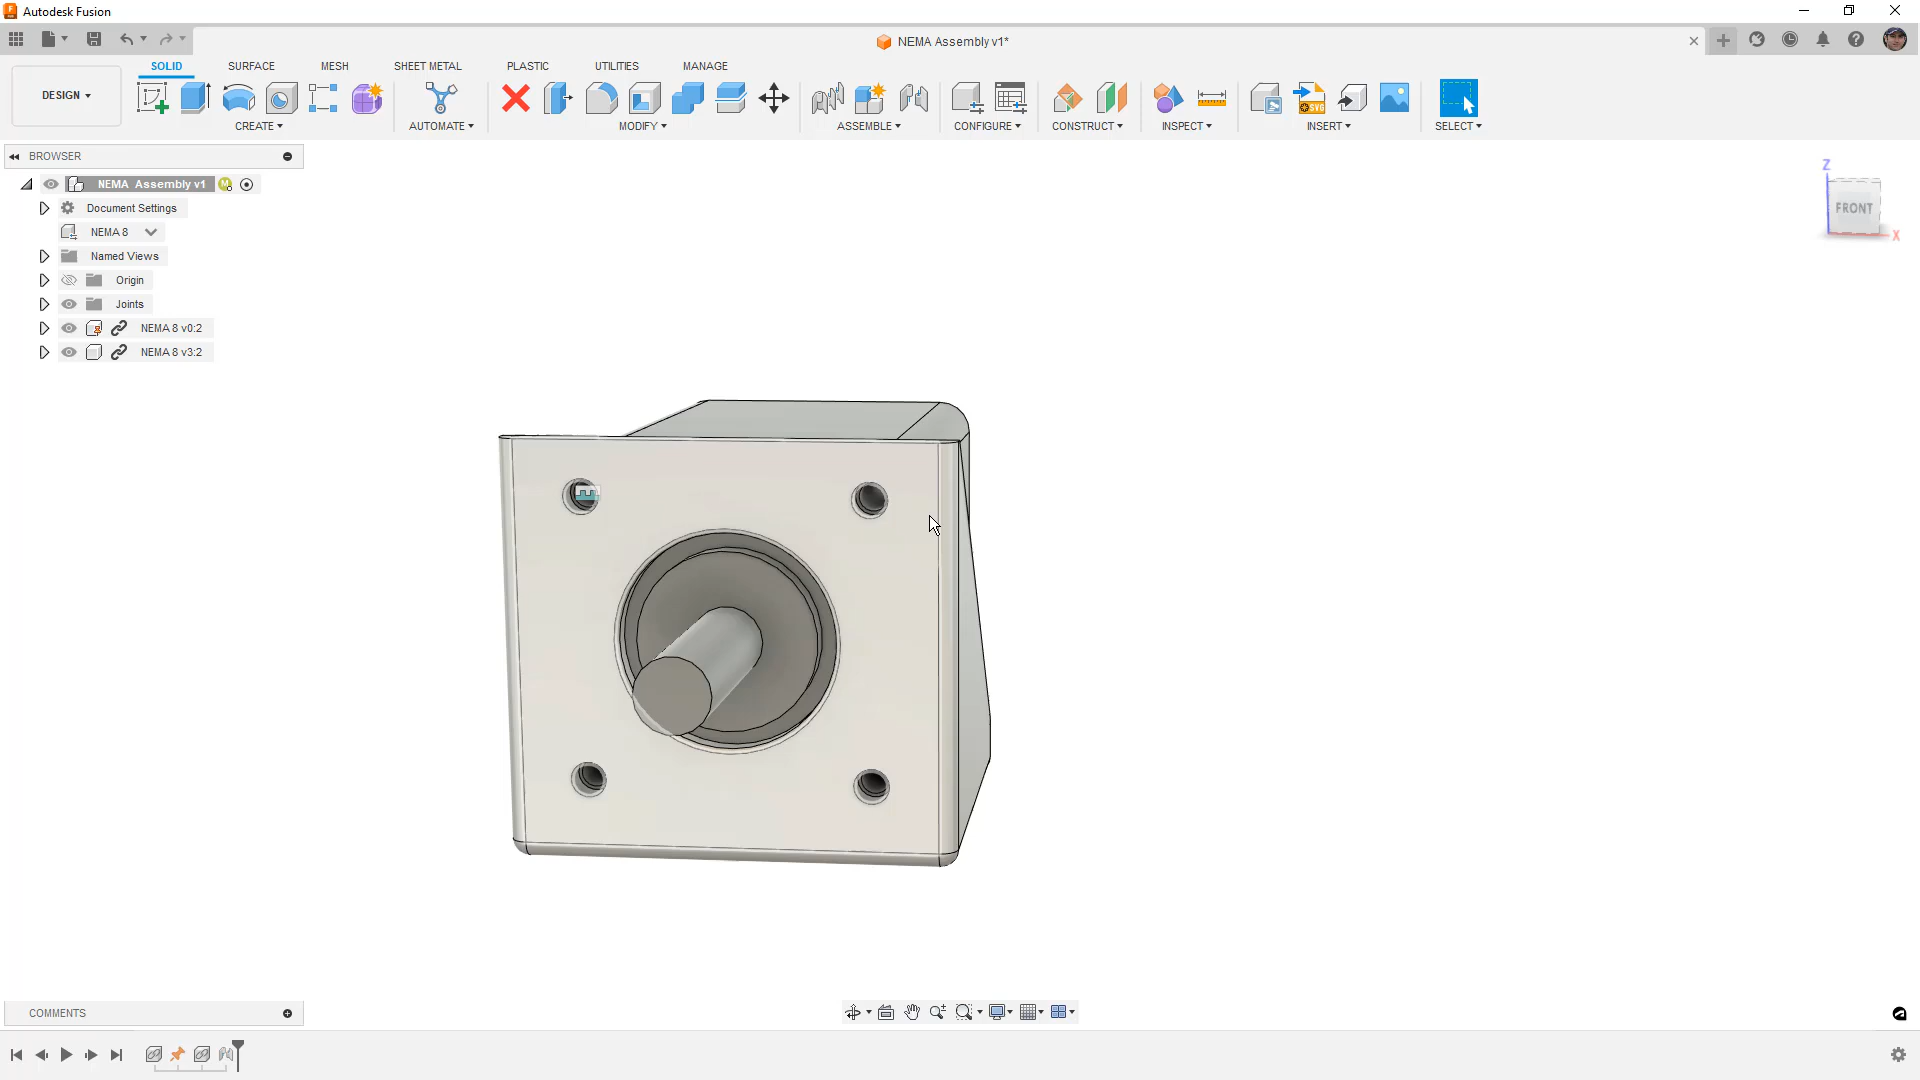 Autodesk Fusion
NEMA Assembly v1*
SOLID
SURFACE
MESH
SHEET METAL
PLASTIC
UTILITIES
MANAGE
DESIGN
CREATE
AUTOMATE
MODIFY
ASSEMBLE
CONFIGURE
CONSTRUCT
INSPECT
INSERT
SELECT
BROWSER
NEMA Assembly v1
Document Settings
NEMA 8
Named Views
Origin
Joints
NEMA 8 v0:2
NEMA 8 v3:2
Z
FRONT
X
COMMENTS